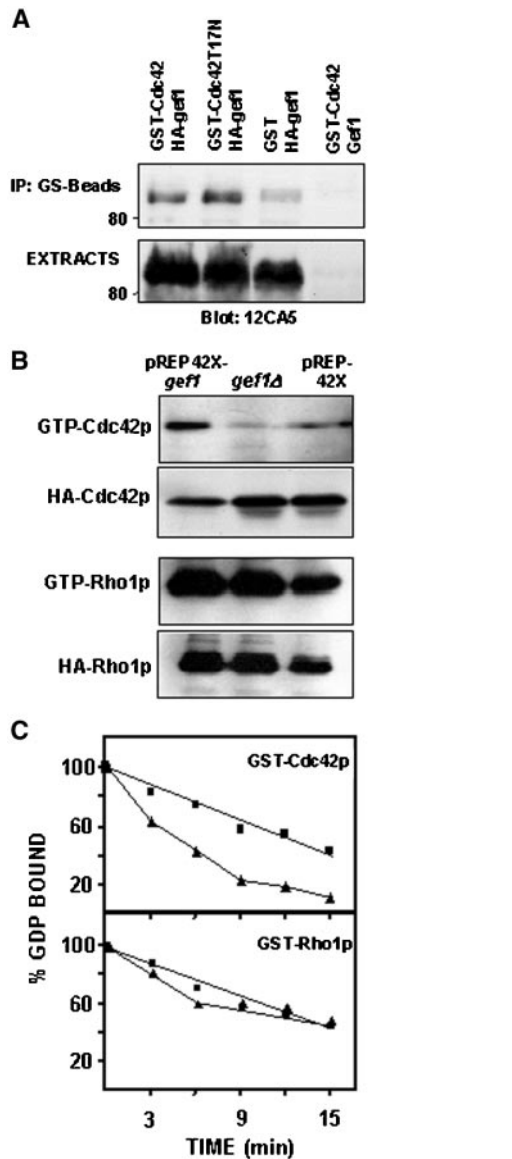 A
GST-Cdc42
HA-gef1
GST-Cdc42T17N
HA-gef1
GST
HA-gef1
GST-Cdc42
Gef1
IP: GS-Beads
80
EXTRACTS
80
Blot: 12CA5
B
pREP42X-
gef1
gef1Δ
pREP-
42X
GTP-Cdc42p
HA-Cdc42p
GTP-Rho1p
HA-Rho1p
C
GST-Cdc42p
100
60
20
% GDP BOUND
GST-Rho1p
100
60
20
3 9 15
TIME (min)